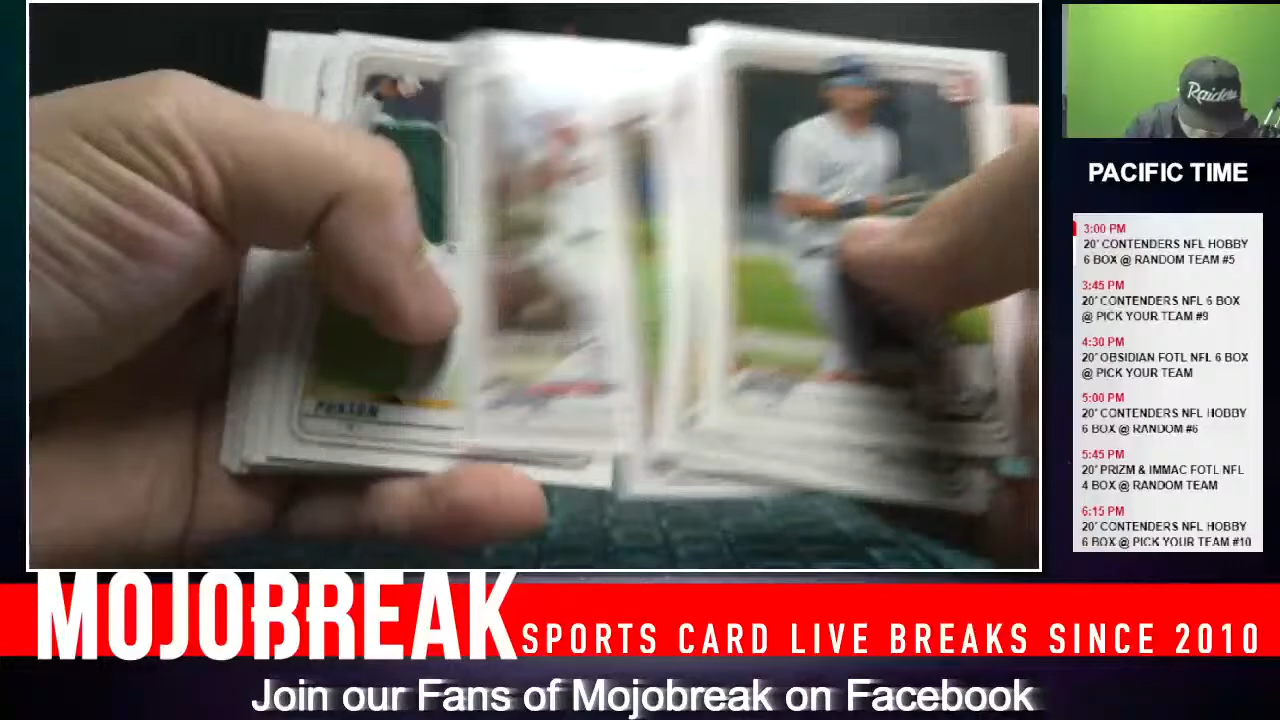 Raiders
PACIFIC TIME
3:00 PM
20' CONTENDERS NFL HOBBY
6 BOX @ RANDOM TEAM #5
3:45 PM
20' CONTENDERS NFL 6 BOX
@ PICK YOUR TEAM #9
4:30 PM
20' OBSIDIAN FOTL NFL 6 BOX
@ PICK YOUR TEAM
5:00 PM
20' CONTENDERS NFL HOBBY
6 BOX @ RANDOM #6
5:45 PM
20' PRIZM & IMMAC FOTL NFL
4 BOX @ RANDOM TEAM
6:15 PM
20' CONTENDERS NFL HOBBY
6 BOX @ PICK YOUR TEAM #10
MOJOBREAK
SPORTS CARD LIVE BREAKS SINCE 2010
Join our Fans of Mojobreak on Facebook